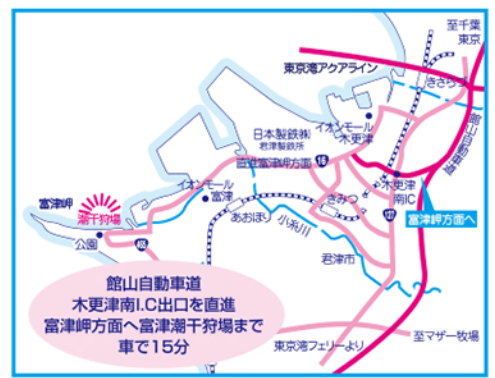 至千葉
東京
東京湾アクアライン
きさらづ
館山自動車道
イオンモール
木更津
日本製鉄㈱
君津製鉄所
直進富津岬方面
16
木更津
南IC
イオンモール
富津
富津岬
潮干狩場
きみつ
127
富津岬方面へ
あおほり
小糸川
公園
君津市
館山自動車道
木更津南I.C出口を直進
富津岬方面へ富津潮干狩場まで
車で15分
至マザー牧場
東京湾フェリーより